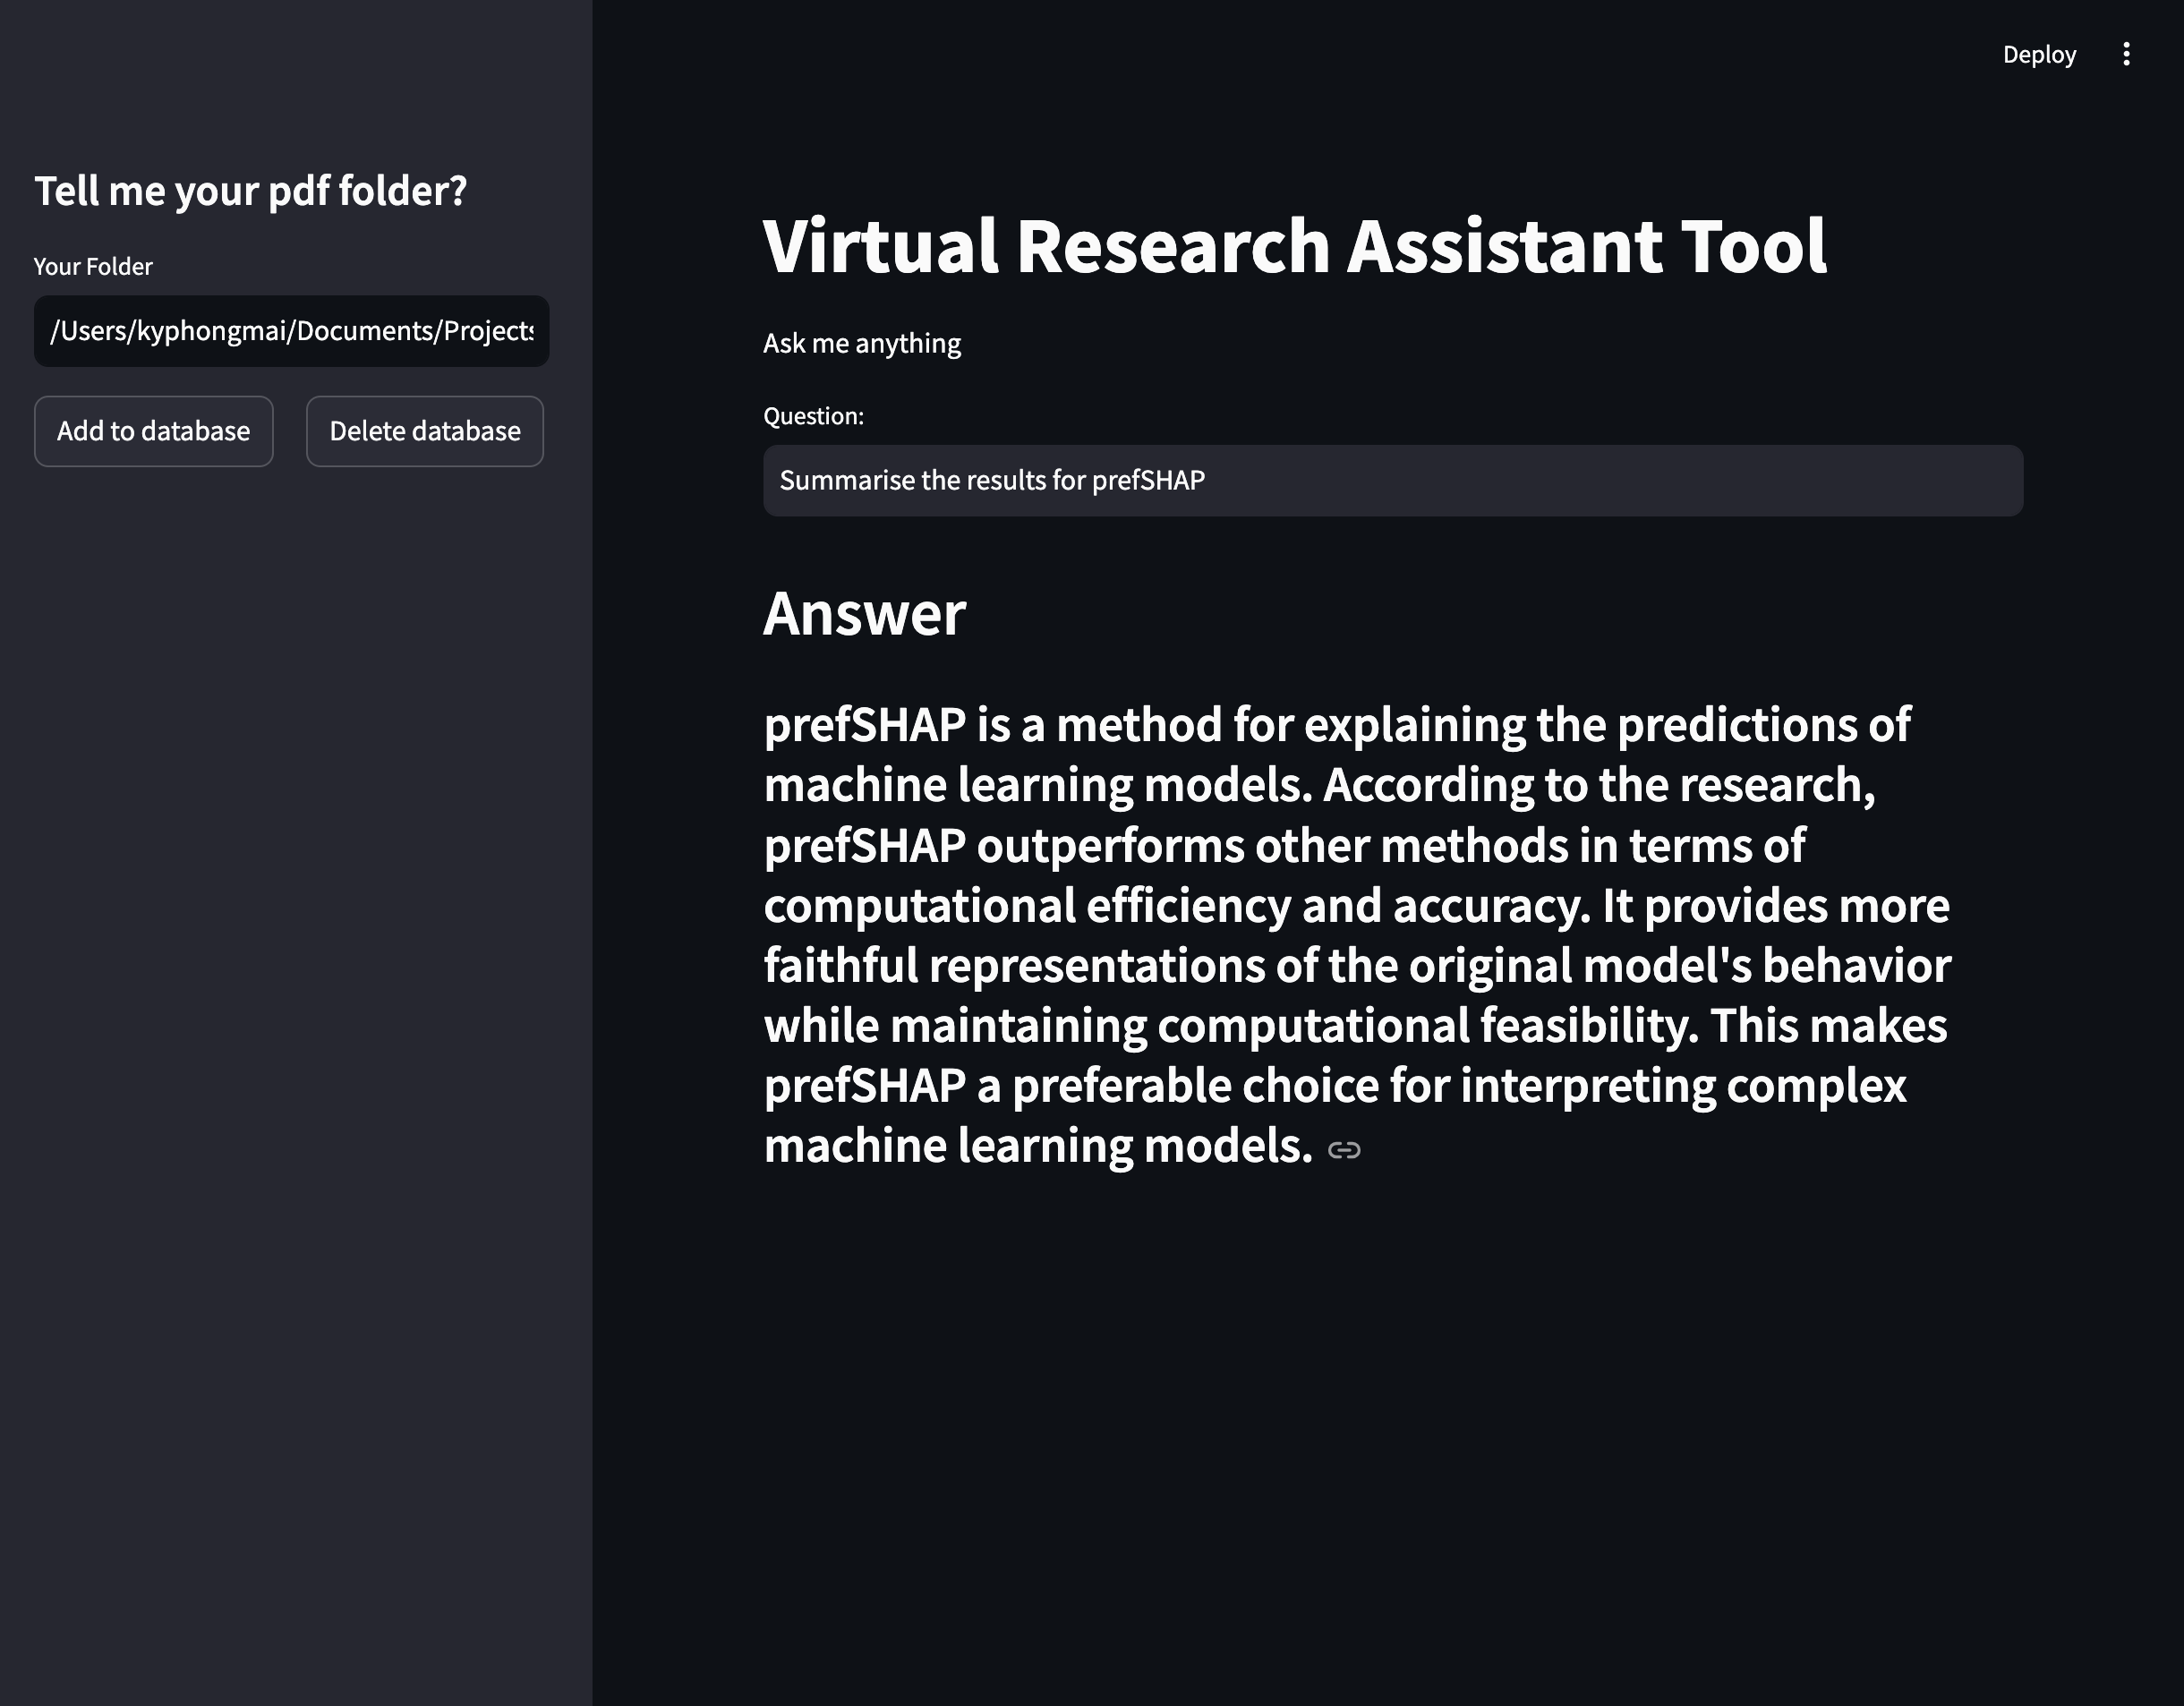 Deploy
Tell me your pdf folder?
Your Folder
/Users/kyphongmai/Documents/Projects
Add to database
Delete database
Virtual Research Assistant Tool
Ask me anything
Question:
Summarise the results for prefSHAP
Answer
prefSHAP is a method for explaining the predictions of
machine learning models. According to the research,
prefSHAP outperforms other methods in terms of
computational efficiency and accuracy. It provides more
faithful representations of the original model's behavior
while maintaining computational feasibility. This makes
prefSHAP a preferable choice for interpreting complex
machine learning models.